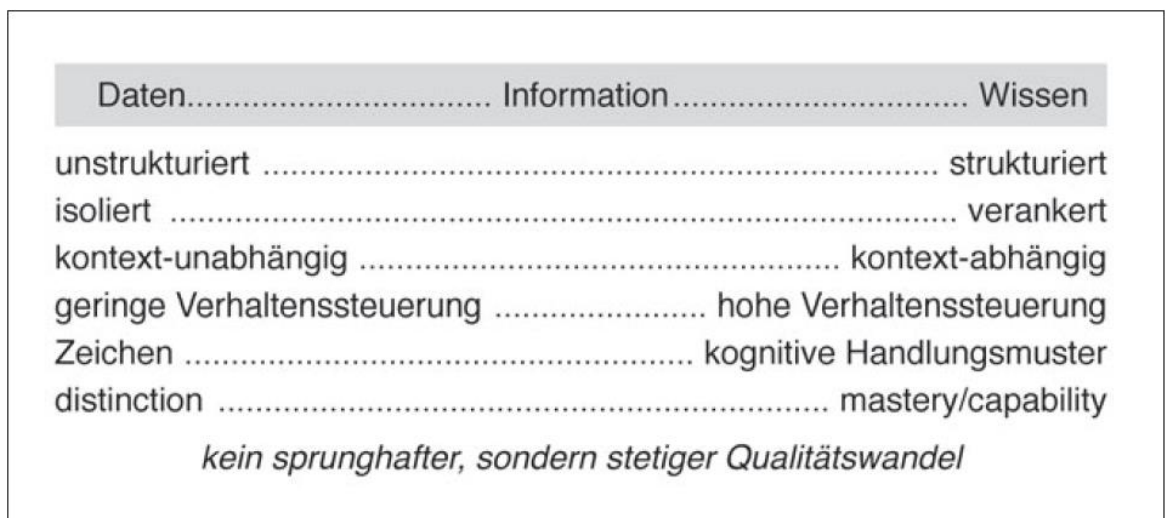 Daten.................................. Information................................. Wissen
unstrukturiert ........................................................................... strukturiert
isoliert ........................................................................................ verankert
kontext-unabhängig ...................................................... kontext-abhängig
geringe Verhaltenssteuerung ....................... hohe Verhaltenssteuerung
Zeichen ......................................................... kognitive Handlungsmuster
distinction .................................................................... mastery/capability
kein sprunghafter, sondern stetiger Qualitätswandel